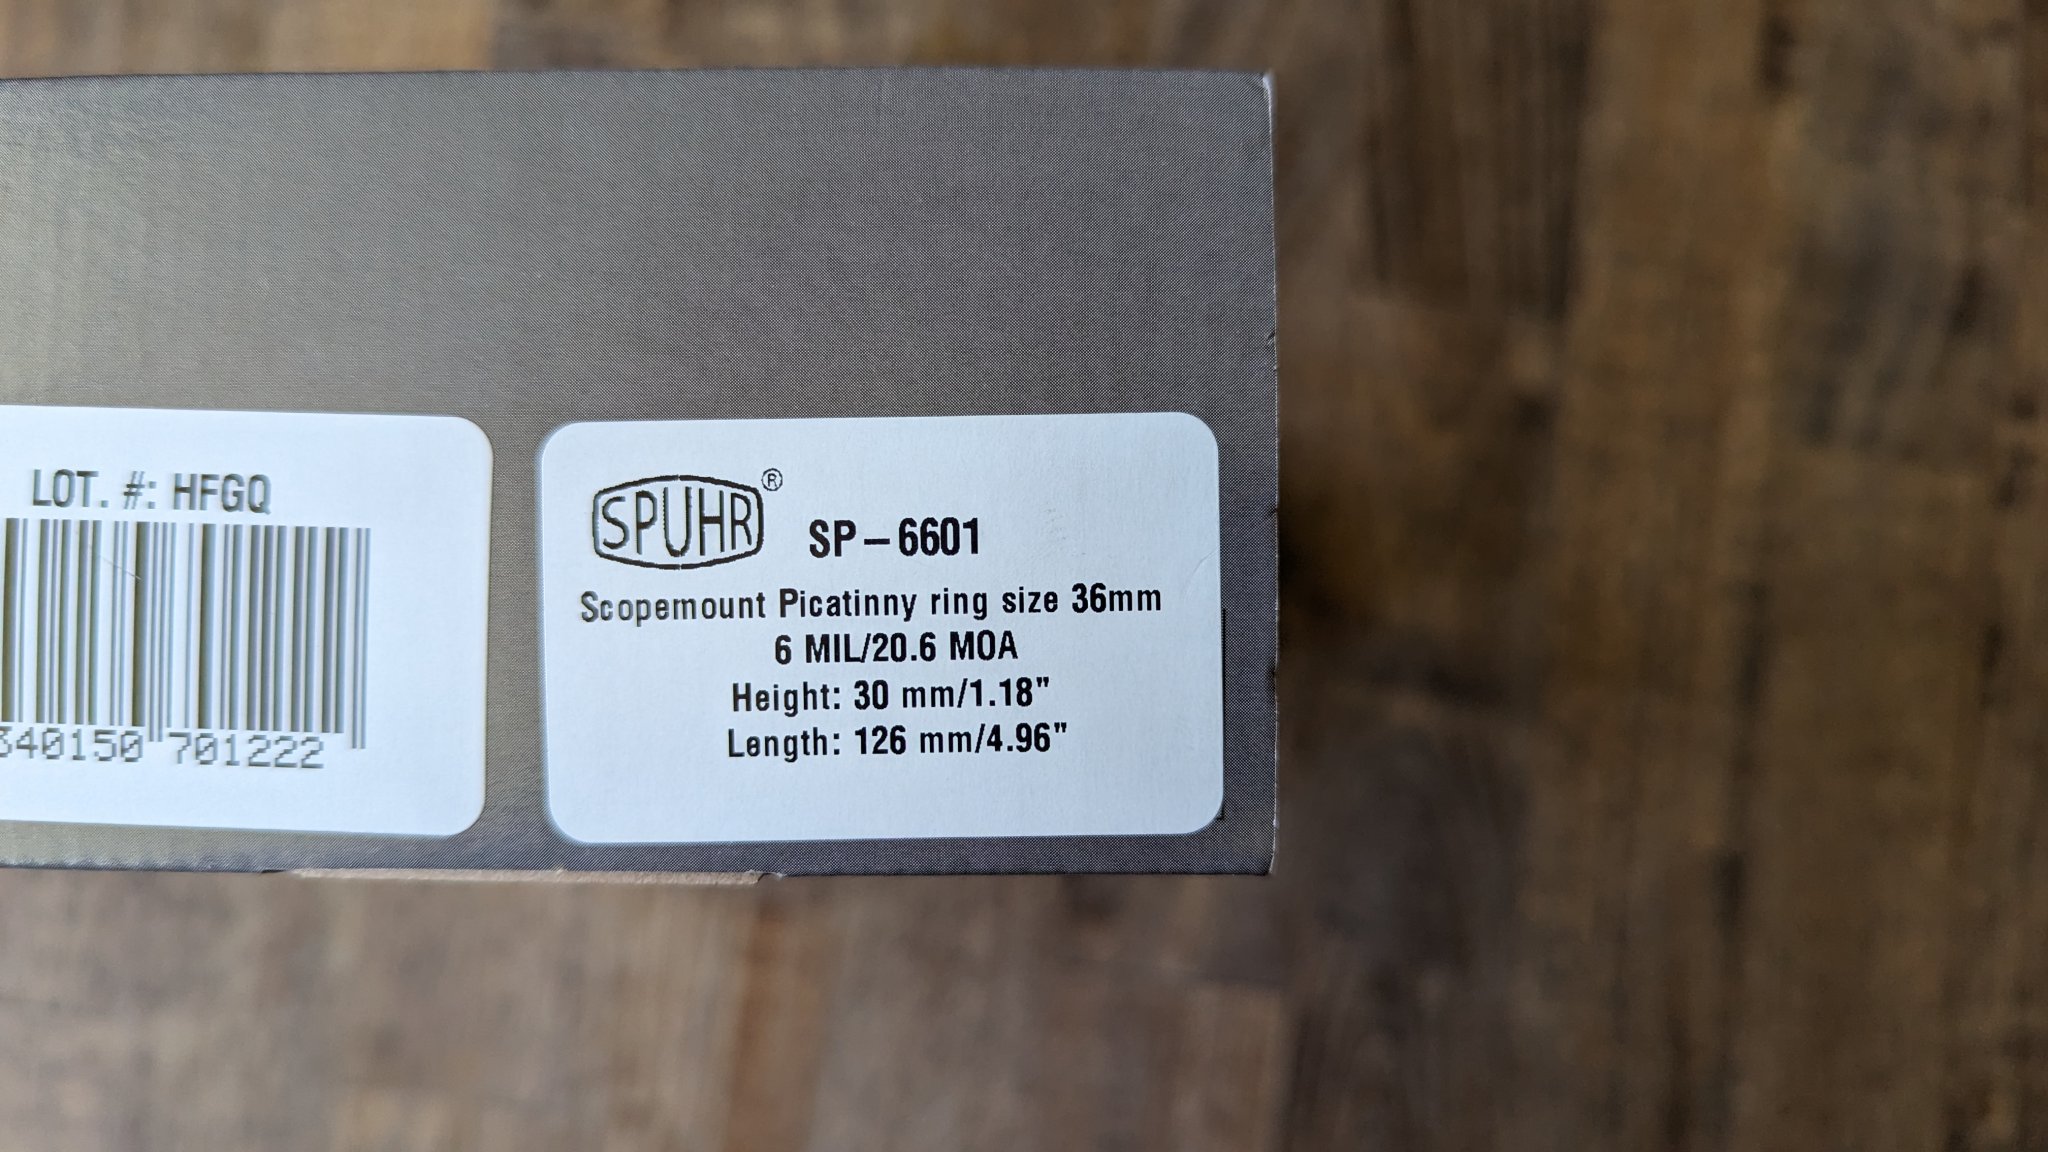 LOT. #: HFGQ
340150 701222
SPUHR®
SP-6601
Scopemount Picatinny ring size 36mm
6 MIL/20.6 MOA
Height: 30 mm/1.18"
Length: 126 mm/4.96"